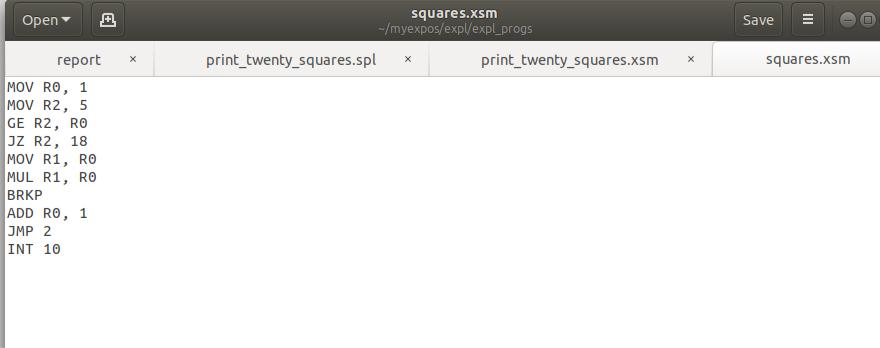 Open
squares.xsm
~/myexpos/expl/expl_progs
Save
report × print_twenty_squares.spl × print_twenty_squares.xsm × squares.xsm
MOV R0, 1
MOV R2, 5
GE R2, R0
JZ R2, 18
MOV R1, R0
MUL R1, R0
BRKP
ADD R0, 1
JMP 2
INT 10